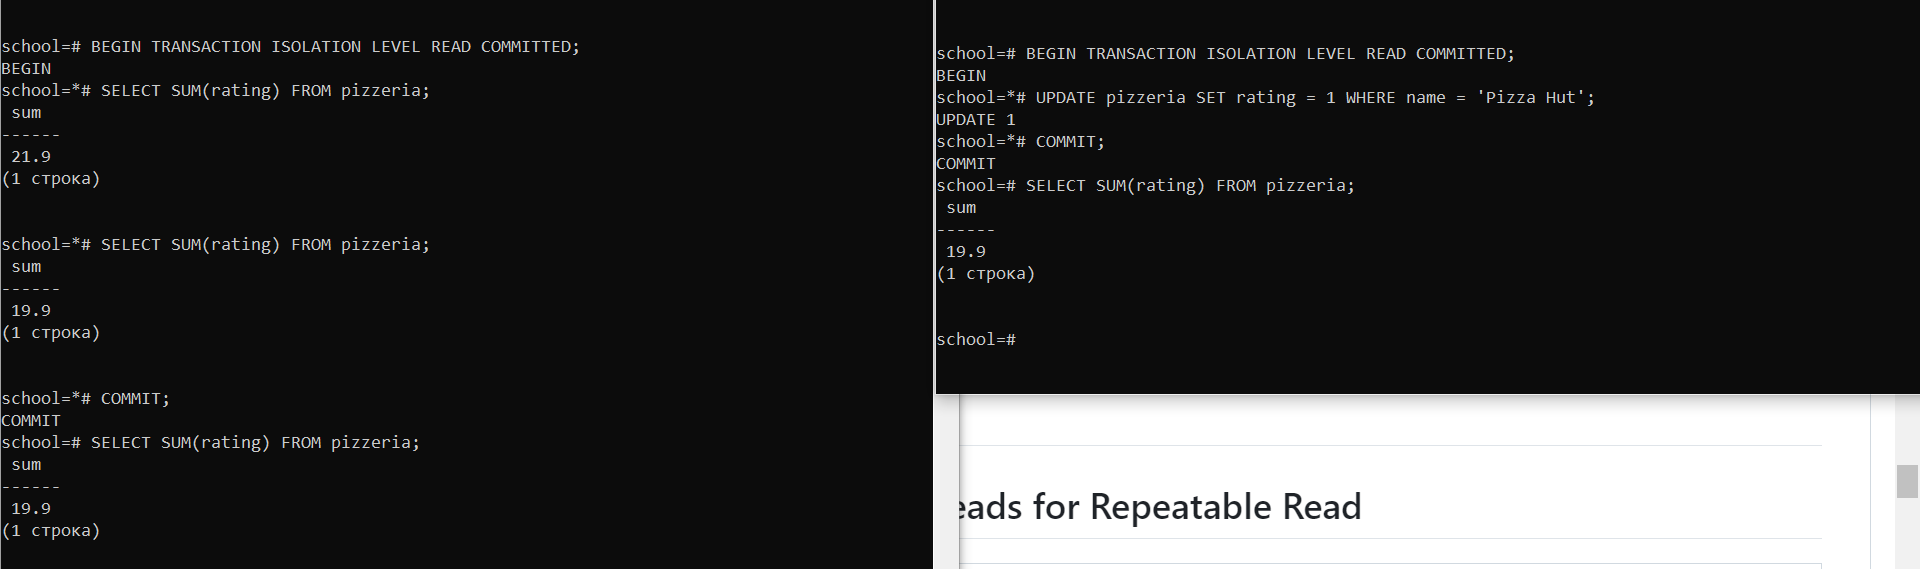 school=# BEGIN TRANSACTION ISOLATION LEVEL READ COMMITTED;
BEGIN
school=*# SELECT SUM(rating) FROM pizzeria;
sum
------
21.9
(1 строка)
school=*# SELECT SUM(rating) FROM pizzeria;
sum
------
19.9
(1 строка)
school=*# COMMIT;
COMMIT
school=# SELECT SUM(rating) FROM pizzeria;
sum
------
19.9
(1 строка)
school=# BEGIN TRANSACTION ISOLATION LEVEL READ COMMITTED;
BEGIN
school=*# UPDATE pizzeria SET rating = 1 WHERE name = 'Pizza Hut';
UPDATE 1
school=*# COMMIT;
COMMIT
school=# SELECT SUM(rating) FROM pizzeria;
sum
------
19.9
(1 строка)
school=#
eads for Repeatable Read